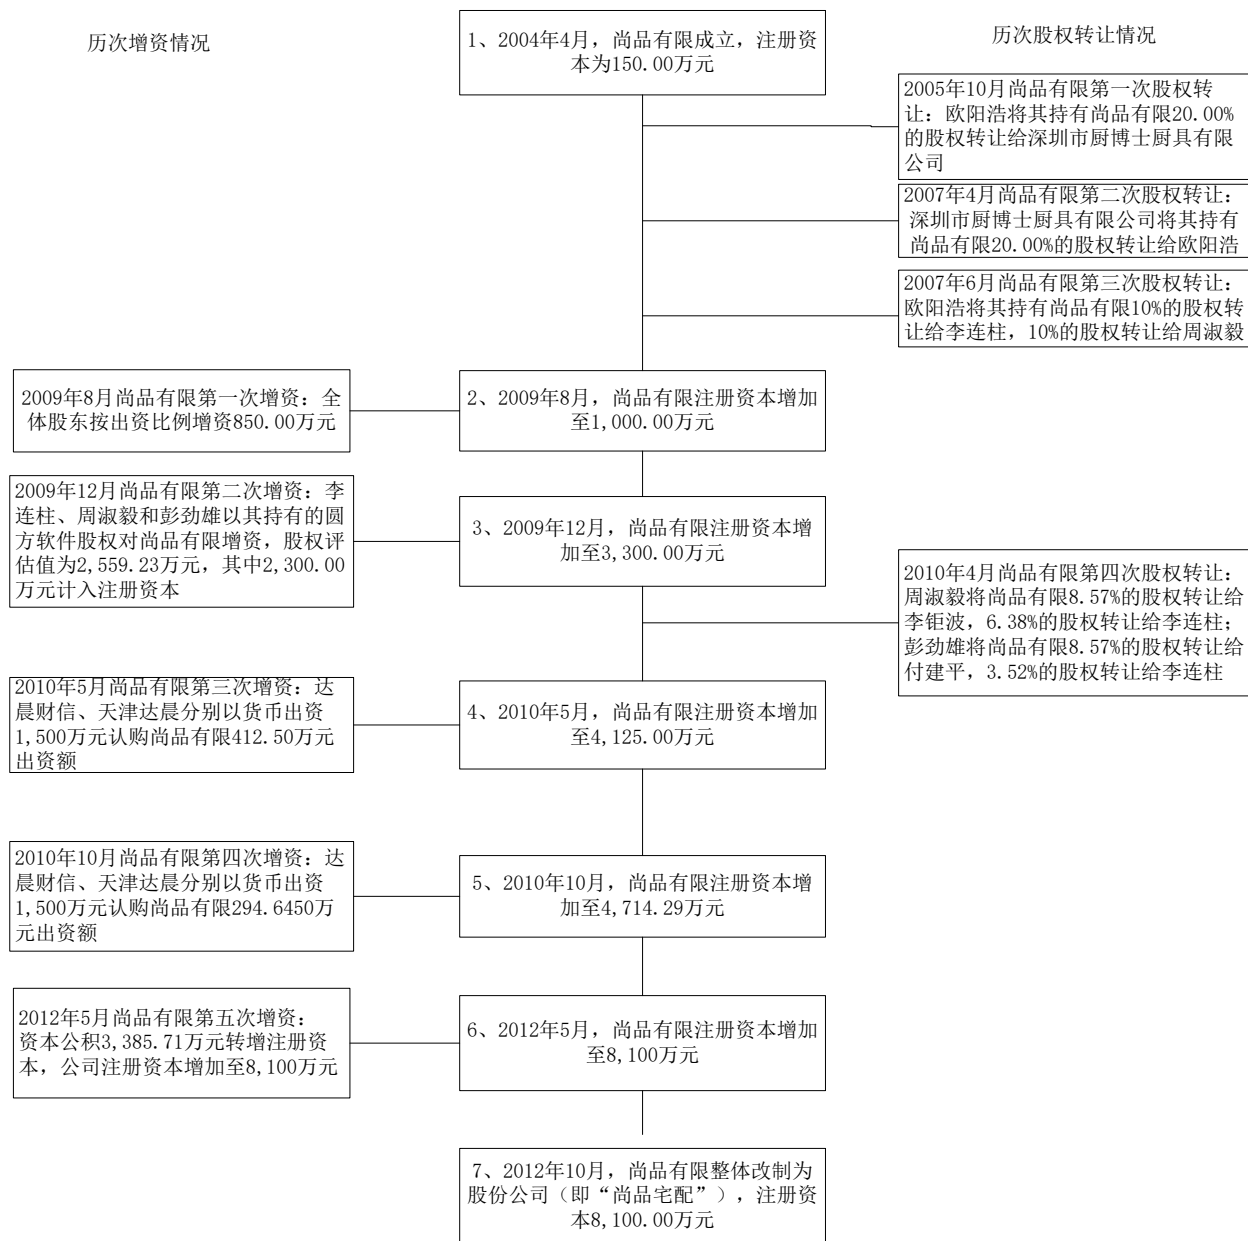 历次增资情况
1、2004年4月，尚品有限成立，注册资
本为150.00万元
历次股权转让情况
2005年10月尚品有限第一次股权转
让：欧阳浩将其持有尚品有限20.00%
的股权转让给深圳市厨博士厨具有限
公司
2007年4月尚品有限第二次股权转让：
深圳市厨博士厨具有限公司将其持有
尚品有限20.00%的股权转让给欧阳浩
2007年6月尚品有限第三次股权转让：
欧阳浩将其持有尚品有限10%的股权转
让给李连柱，10%的股权转让给周淑毅
2009年8月尚品有限第一次增资：全
体股东按出资比例增资850.00万元
2、2009年8月，尚品有限注册资本增加
至1,000.00万元
2009年12月尚品有限第二次增资：李
连柱、周淑毅和彭劲雄以其持有的圆
方软件股权对尚品有限增资，股权评
估值为2,559.23万元，其中2,300.00
万元计入注册资本
3、2009年12月，尚品有限注册资本增
加至3,300.00万元
2010年4月尚品有限第四次股权转让：
周淑毅将尚品有限8.57%的股权转让给
李钜波，6.38%的股权转让给李连柱；
彭劲雄将尚品有限8.57%的股权转让给
付建平，3.52%的股权转让给李连柱
2010年5月尚品有限第三次增资：达
晨财信、天津达晨分别以货币出资
1,500万元认购尚品有限412.50万元
出资额
4、2010年5月，尚品有限注册资本增加
至4,125.00万元
2010年10月尚品有限第四次增资：达
晨财信、天津达晨分别以货币出资
1,500万元认购尚品有限294.6450万
元出资额
5、2010年10月，尚品有限注册资本增
加至4,714.29万元
2012年5月尚品有限第五次增资：
资本公积3,385.71万元转增注册资
本，公司注册资本增加至8,100万元
6、2012年5月，尚品有限注册资本增加
至8,100万元
7、2012年10月，尚品有限整体改制为
股份公司（即“尚品宅配”），注册资
本8,100.00万元